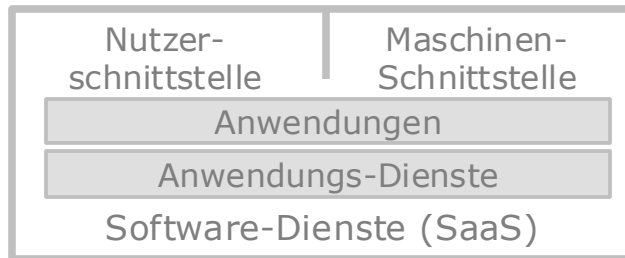 Nutzer-
schnittstelle
Maschinen-
Schnittstelle
Anwendungen
Anwendungs-Dienste
Software-Dienste (SaaS)